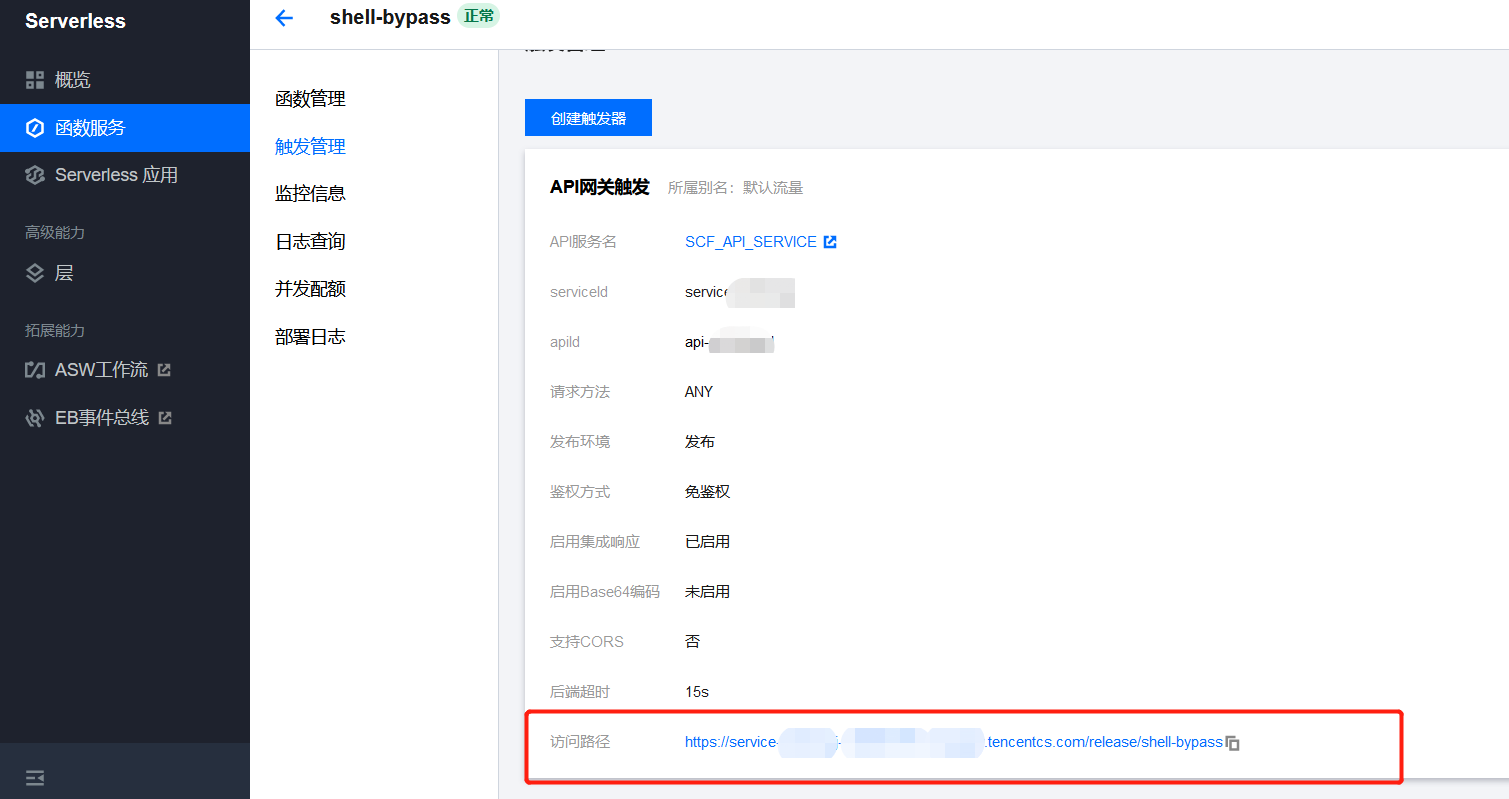 Serverless
概览
函数服务
Serverless 应用
高级能力
层
拓展能力
ASW工作流
EB事件总线
shell-bypass 正常
函数管理
触发管理
监控信息
日志查询
并发配额
部署日志
创建触发器
API网关触发 所属别名：默认流量
API服务名 SCF_API_SERVICE
serviceId service
apiId api-
请求方法 ANY
发布环境 发布
鉴权方式 免鉴权
启用集成响应 已启用
启用Base64编码 未启用
支持CORS 否
后端超时 15s
访问路径 https://service- - .tencentcs.com/release/shell-bypass